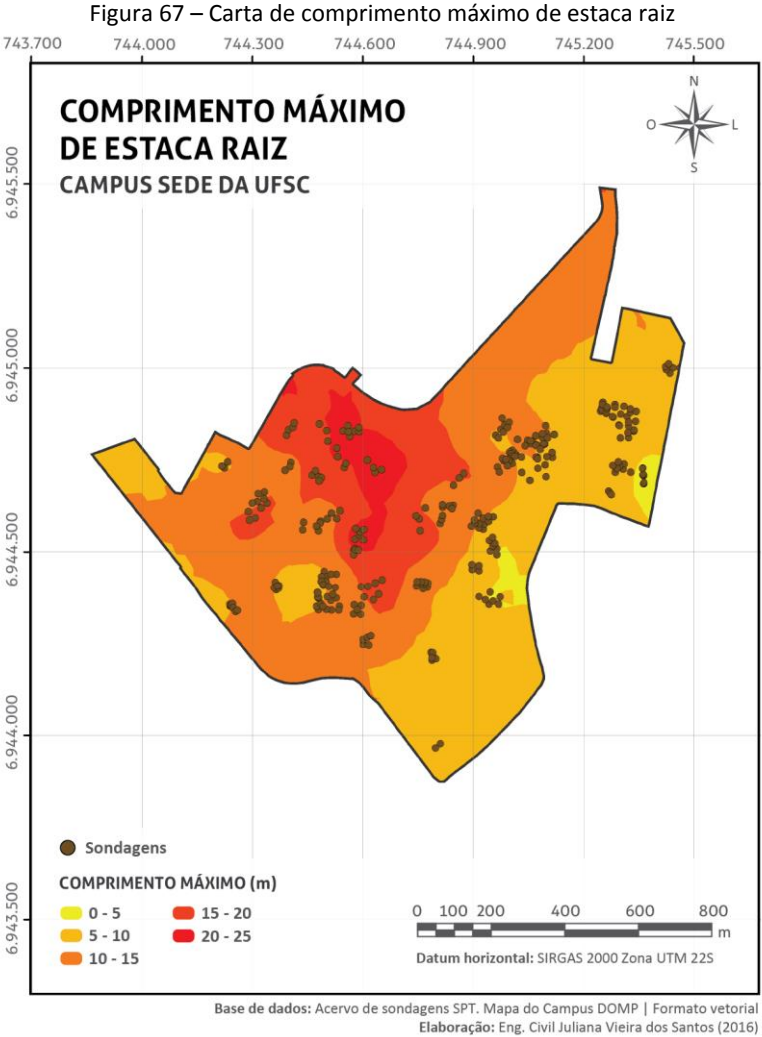 Figura 67 – Carta de comprimento máximo de estaca raiz
743.700 744.000 744.300 744.600 744.900 745.200 745.500
COMPRIMENTO MÁXIMO
DE ESTACA RAIZ
CAMPUS SEDE DA UFSC
N
O L
S
6.945.500
6.945.000
6.944.500
6.944.000
6.943.500
Sondagens
COMPRIMENTO MÁXIMO (m)
0 - 5 15 - 20
5 - 10 20 - 25
10 - 15
0 100 200 400 600 800
m
Datum horizontal: SIRGAS 2000 Zona UTM 22S
Base de dados: Acervo de sondagens SPT. Mapa do Campus DOMP | Formato vetorial
Elaboração: Eng. Civil Juliana Vieira dos Santos (2016)